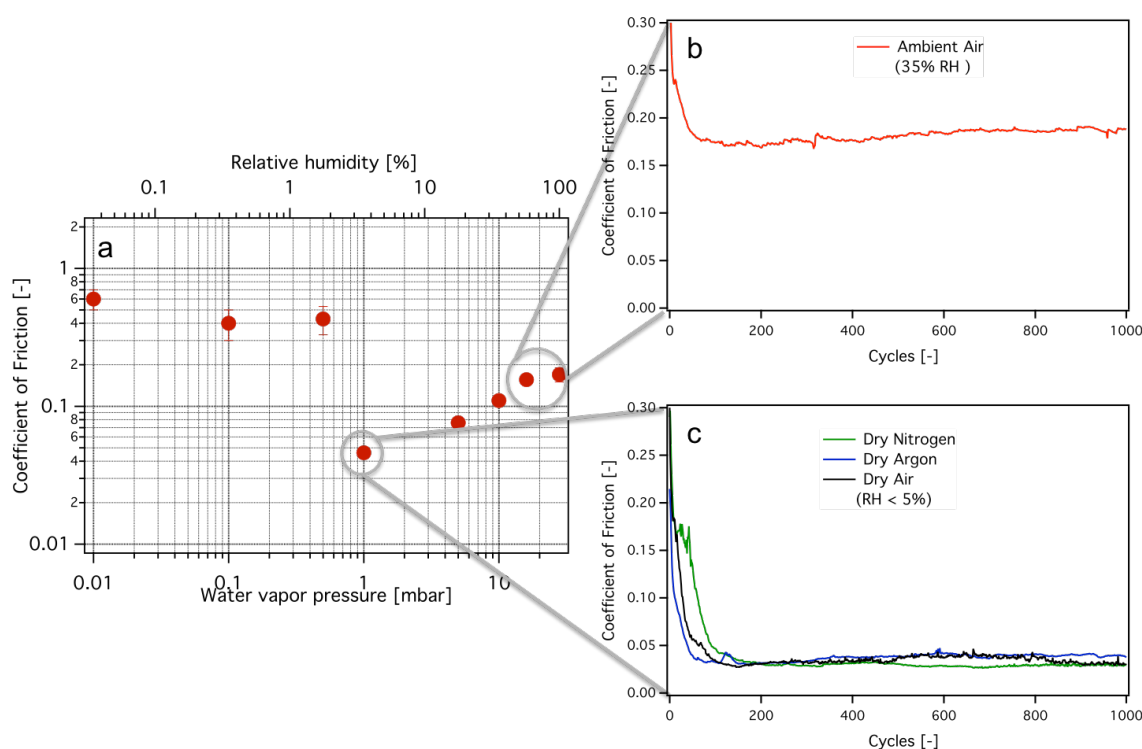 Relative humidity [%]
0.1 1 10 100
a
Coefficient of Friction [-]
2
1
8
6
4
2
0.1
8
6
4
2
0.01
0.01 0.1 1 10
Water vapor pressure [mbar]
b
Ambient Air
(35% RH )
Coefficient of Friction [-]
0.30
0.25
0.20
0.15
0.10
0.05
0.00
0 200 400 600 800 1000
Cycles [-]
c
Dry Nitrogen
Dry Argon
Dry Air
(RH < 5%)
Coefficient of Friction [-]
0.30
0.25
0.20
0.15
0.10
0.05
0.00
0 200 400 600 800 1000
Cycles [-]